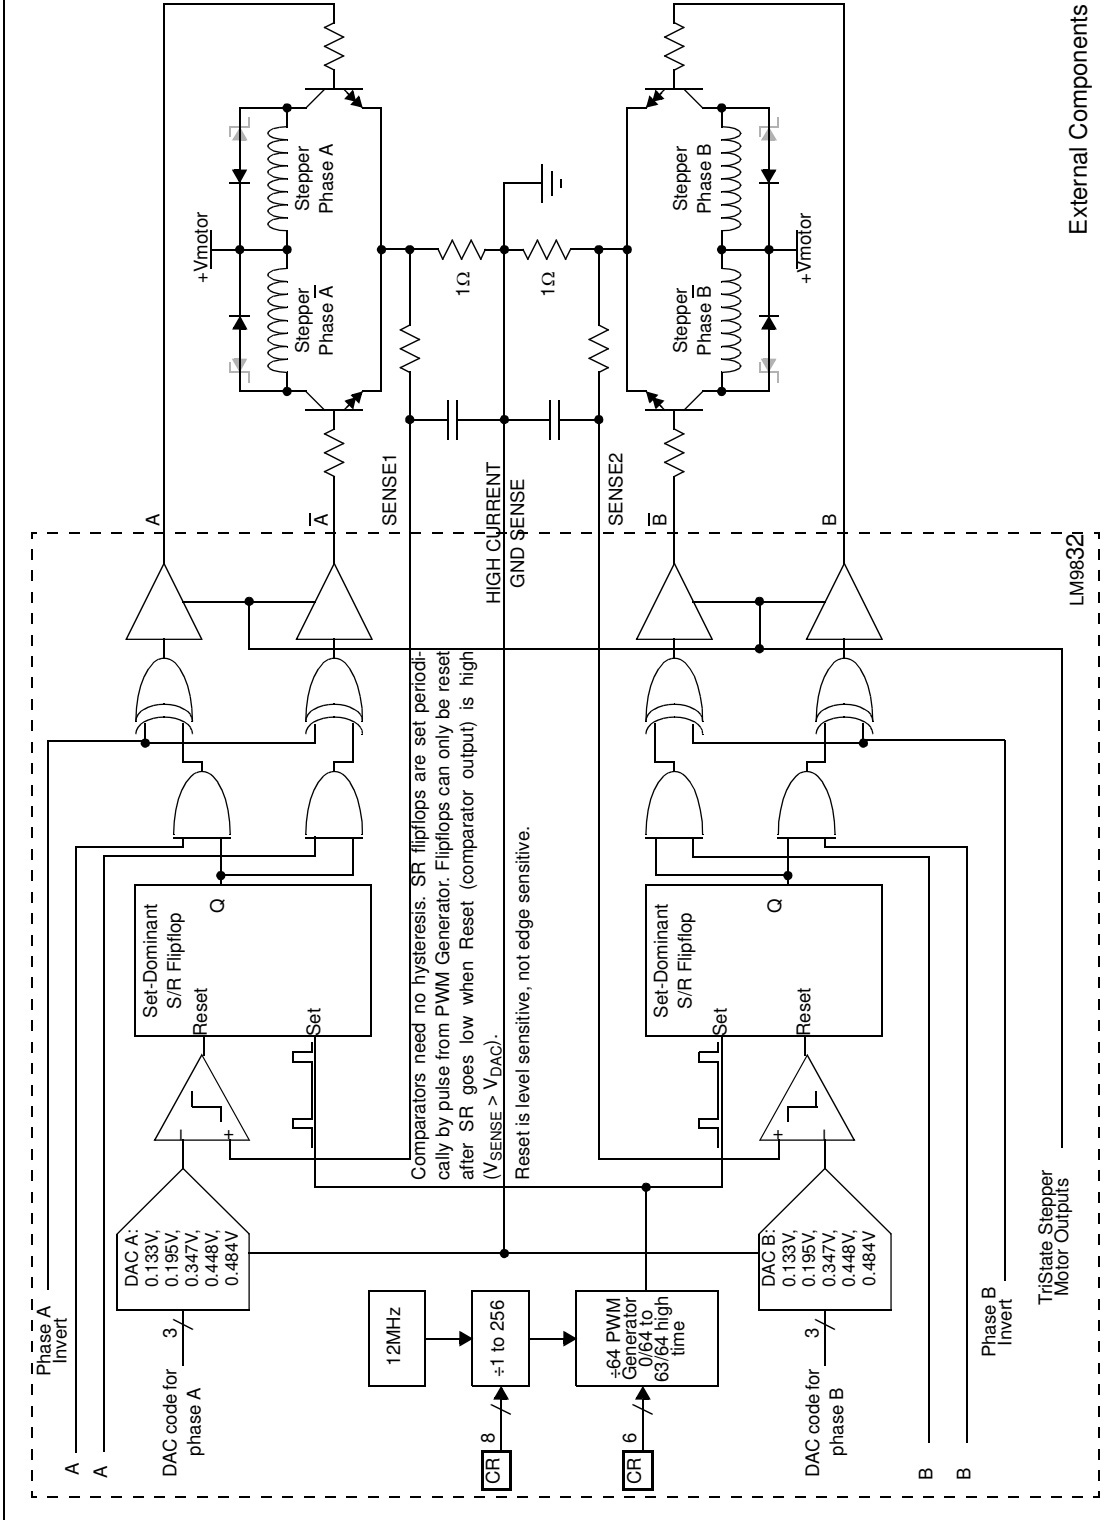 External Components
+Vmotor
Stepper
Phase A
Stepper
Phase A
1Ω
1Ω
Stepper
Phase B
Stepper
Phase B
+Vmotor
A
A
SENSE1
HIGH CURRENT
GND SENSE
SENSE2
B
B
LM9832
Comparators need no hysteresis. SR flipflops are set periodi-
cally by pulse from PWM Generator. Flipflops can only be reset
after SR goes low when Reset (comparator output) is high
(VSENSE > VDAC).
Reset is level sensitive, not edge sensitive.
Set-Dominant
S/R Flipflop
Q
Reset
Set
Set-Dominant
S/R Flipflop
Q
Set
Reset
–
+
+
–
DAC A:
0.133V,
0.195V,
0.347V,
0.448V,
0.484V
DAC B:
0.133V,
0.195V,
0.347V,
0.448V,
0.484V
Phase A
Invert
A
A
3
DAC code for
phase A
12MHz
÷1 to 256
÷64 PWM
Generator
0/64 to
63/64 high
time
CR
8
CR
6
3
DAC code for
phase B
B
B
Phase B
Invert
TriState Stepper
Motor Outputs